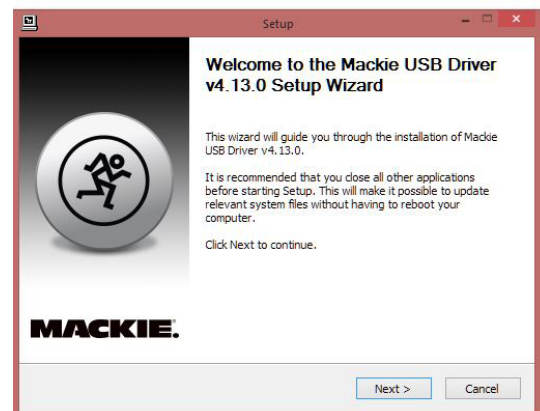 Setup
Welcome to the Mackie USB Driver
v4.13.0 Setup Wizard
This wizard will guide you through the installation of Mackie
USB Driver v4.13.0.
It is recommended that you close all other applications
before starting Setup. This will make it possible to update
relevant system files without having to reboot your
computer.
Click Next to continue.
MACKIE.
Next >
Cancel